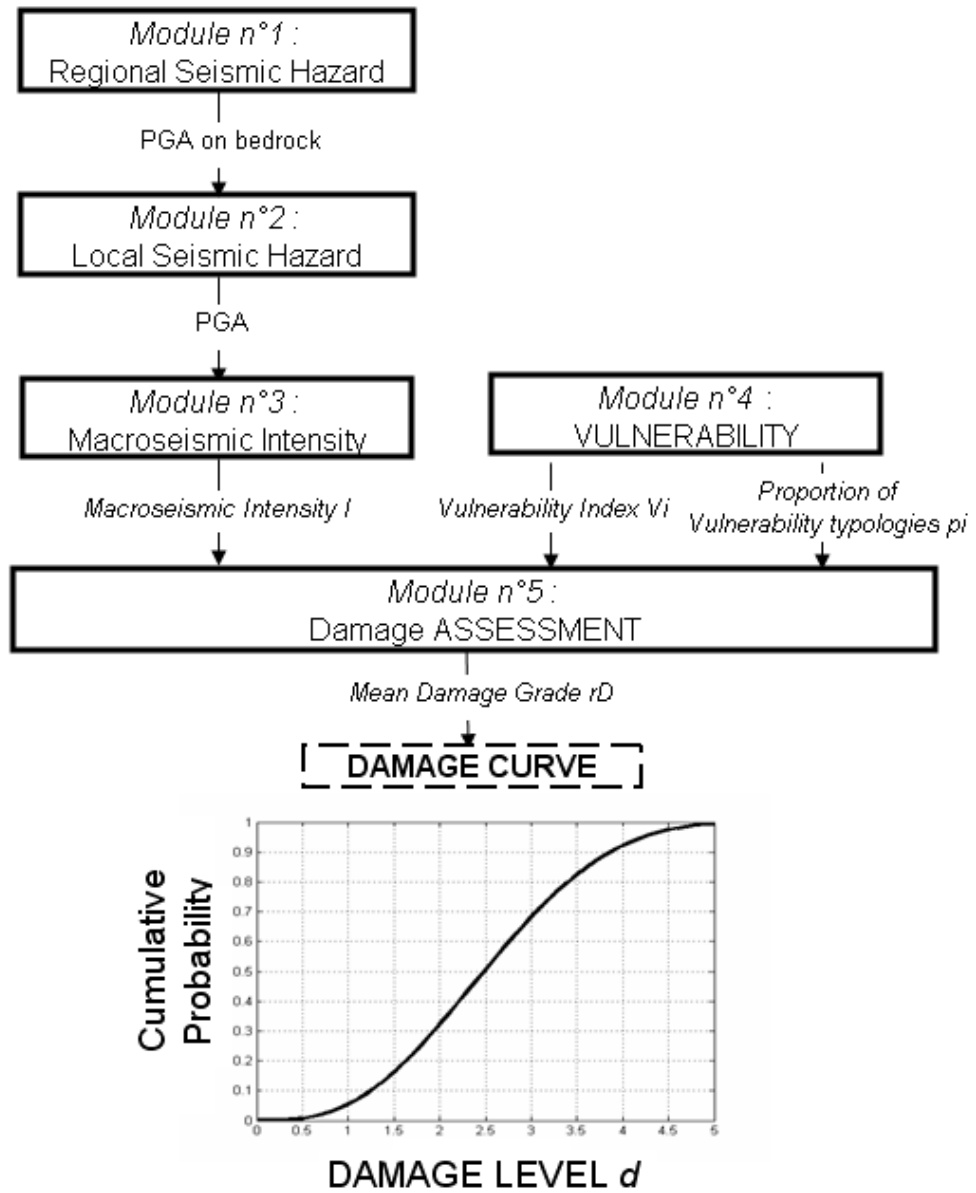 Module n°1 :
Regional Seismic Hazard
PGA on bedrock
Module n°2 :
Local Seismic Hazard
PGA
Module n°3 :
Macroseismic Intensity
Module n°4 :
VULNERABILITY
Macroseismic Intensity I
Vulnerability Index Vi
Proportion of
Vulnerability typologies pi
Module n°5 :
Damage ASSESSMENT
Mean Damage Grade rD
DAMAGE CURVE
Cumulative
Probability
1
0.9
0.8
0.7
0.6
0.5
0.4
0.3
0.2
0.1
0
0 0.5 1 1.5 2 2.5 3 3.5 4 4.5 5
DAMAGE LEVEL d